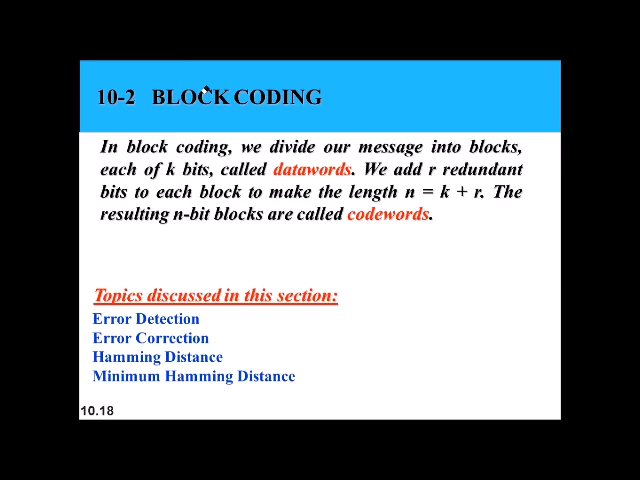 10-2 BLOCK CODING
In block coding, we divide our message into blocks,
each of k bits, called datawords. We add r redundant
bits to each block to make the length n = k + r. The
resulting n-bit blocks are called codewords.
Topics discussed in this section:
Error Detection
Error Correction
Hamming Distance
Minimum Hamming Distance
10.18